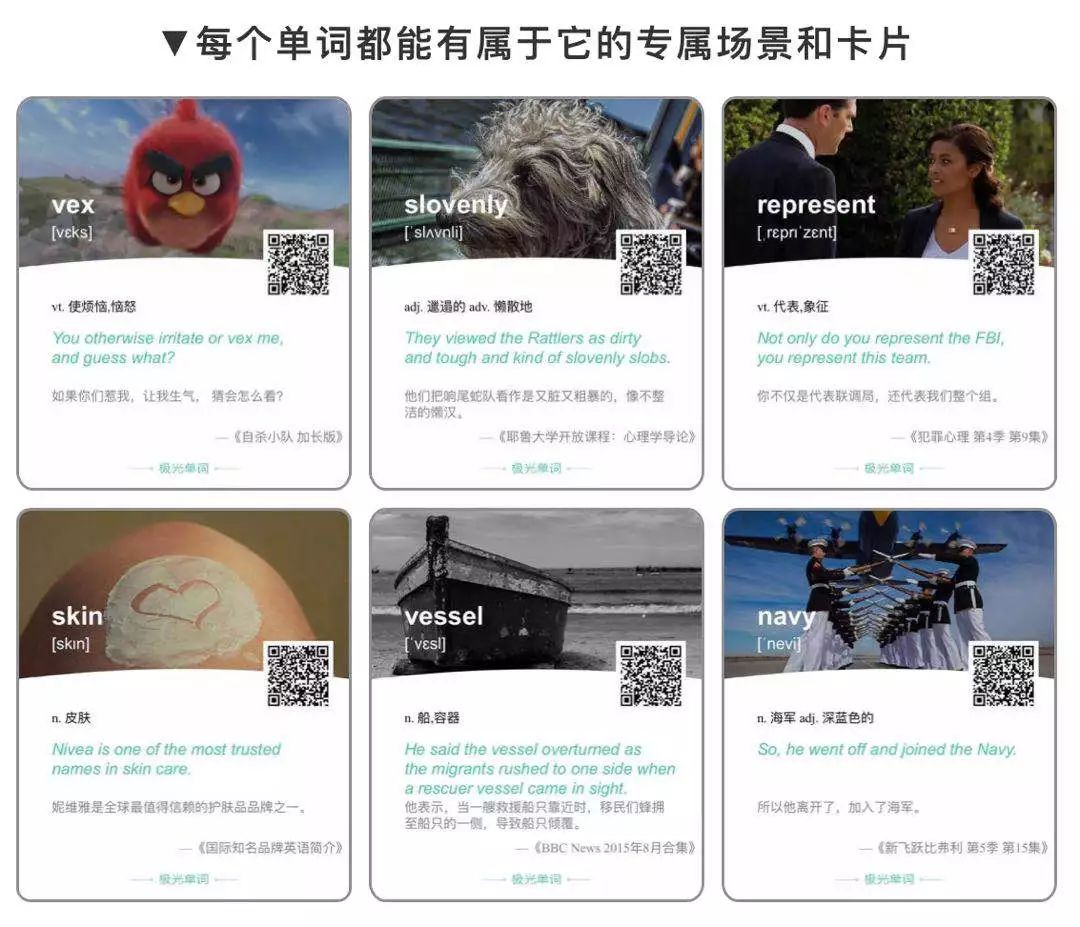 ▼每个单词都能有属于它的专属场景和卡片
vex
[vɛks]
vt. 使烦恼,恼怒
You otherwise irritate or vex me,
and guess what?
如果你们惹我，让我生气， 猜会怎么看?
—《自杀小队 加长版》
极光单词
slovenly
[ˈslʌvnli]
adj. 邋遢的 adv. 懒散地
They viewed the Rattlers as dirty
and tough and kind of slovenly slobs.
他们把响尾蛇队看作是又脏又粗暴的，像不整
洁的懒汉。
—《耶鲁大学开放课程：心理学导论》
极光单词
represent
[ˌrɛprɪˈzɛnt]
vt. 代表,象征
Not only do you represent the FBI,
you represent this team.
你不仅是代表联调局，还代表我们整个组。
—《犯罪心理 第4季 第9集》
极光单词
skin
[skɪn]
n. 皮肤
Nivea is one of the most trusted
names in skin care.
妮维雅是全球最值得信赖的护肤品品牌之一。
—《国际知名品牌英语简介》
极光单词
vessel
[ˈvɛsl]
n. 船,容器
He said the vessel overturned as
the migrants rushed to one side when
a rescuer vessel came in sight.
他表示，当一艘救援船只靠近时，移民们蜂拥
至船只的一侧，导致船只倾覆。
—《BBC News 2015年8月合集》
极光单词
navy
[ˈnevi]
n. 海军 adj. 深蓝色的
So, he went off and joined the Navy.
所以他离开了，加入了海军。
—《新飞跃比弗利 第5季 第15集》
极光单词